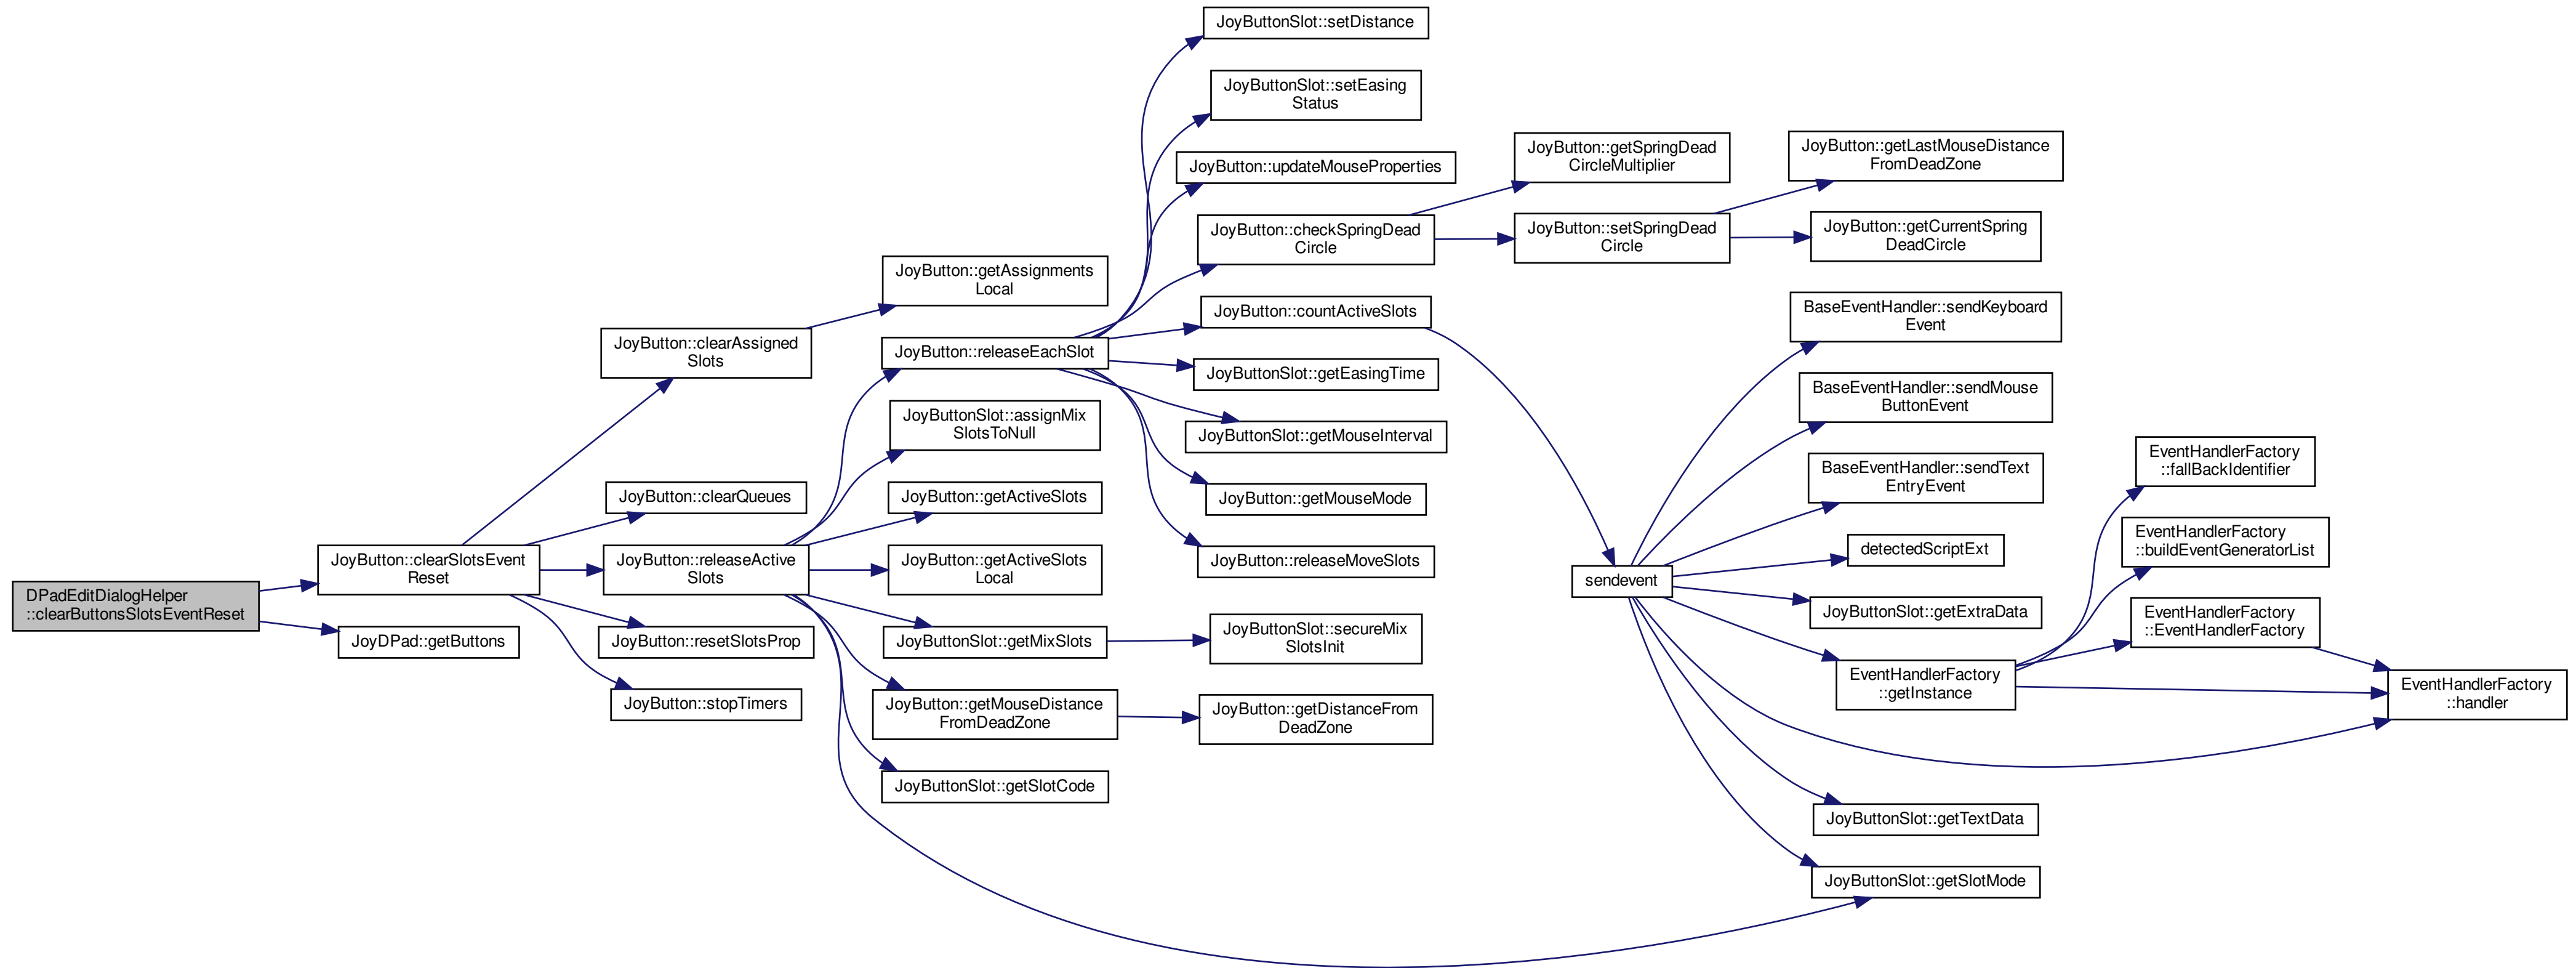 DPadEditDialogHelper
::clearButtonsSlotsEventReset
JoyButton::clearSlotsEvent
Reset
JoyDPad::getButtons
JoyButton::clearAssigned
Slots
JoyButton::clearQueues
JoyButton::releaseActive
Slots
JoyButton::resetSlotsProp
JoyButton::stopTimers
JoyButton::getAssignments
Local
JoyButton::releaseEachSlot
JoyButtonSlot::assignMix
SlotsToNull
JoyButton::getActiveSlots
JoyButton::getActiveSlots
Local
JoyButtonSlot::getMixSlots
JoyButton::getMouseDistance
FromDeadZone
JoyButtonSlot::getSlotCode
JoyButtonSlot::setDistance
JoyButtonSlot::setEasing
Status
JoyButton::updateMouseProperties
JoyButton::checkSpringDead
Circle
JoyButton::countActiveSlots
JoyButtonSlot::getEasingTime
JoyButtonSlot::getMouseInterval
JoyButton::getMouseMode
JoyButton::releaseMoveSlots
JoyButtonSlot::secureMix
SlotsInit
JoyButton::getDistanceFrom
DeadZone
JoyButton::getSpringDead
CircleMultiplier
JoyButton::setSpringDead
Circle
sendevent
JoyButton::getLastMouseDistance
FromDeadZone
JoyButton::getCurrentSpring
DeadCircle
BaseEventHandler::sendKeyboard
Event
BaseEventHandler::sendMouse
ButtonEvent
BaseEventHandler::sendText
EntryEvent
detectedScriptExt
JoyButtonSlot::getExtraData
EventHandlerFactory
::getInstance
JoyButtonSlot::getTextData
JoyButtonSlot::getSlotMode
EventHandlerFactory
::fallBackIdentifier
EventHandlerFactory
::buildEventGeneratorList
EventHandlerFactory
::EventHandlerFactory
EventHandlerFactory
::handler